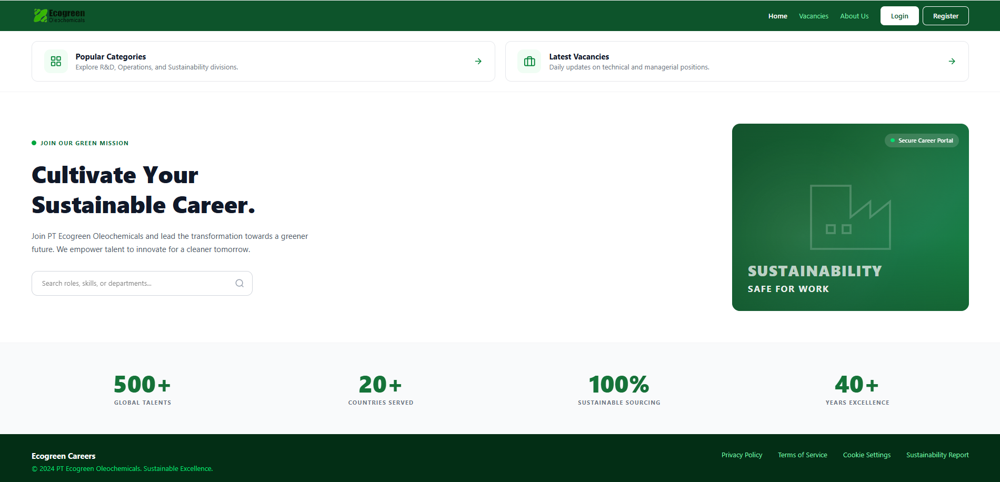 Ecogreen
Oleochemicals
Home
Vacancies
About Us
Login
Register
Popular Categories
Explore R&D, Operations, and Sustainability divisions.
Latest Vacancies
Daily updates on technical and managerial positions.
JOIN OUR GREEN MISSION
Cultivate Your
Sustainable Career.
Join PT Ecogreen Oleochemicals and lead the transformation towards a greener
future. We empower talent to innovate for a cleaner tomorrow.
Search roles, skills, or departments...
Secure Career Portal
SUSTAINABILITY
SAFE FOR WORK
500+
GLOBAL TALENTS
20+
COUNTRIES SERVED
100%
SUSTAINABLE SOURCING
40+
YEARS EXCELLENCE
Ecogreen Careers
© 2024 PT Ecogreen Oleochemicals. Sustainable Excellence.
Privacy Policy
Terms of Service
Cookie Settings
Sustainability Report